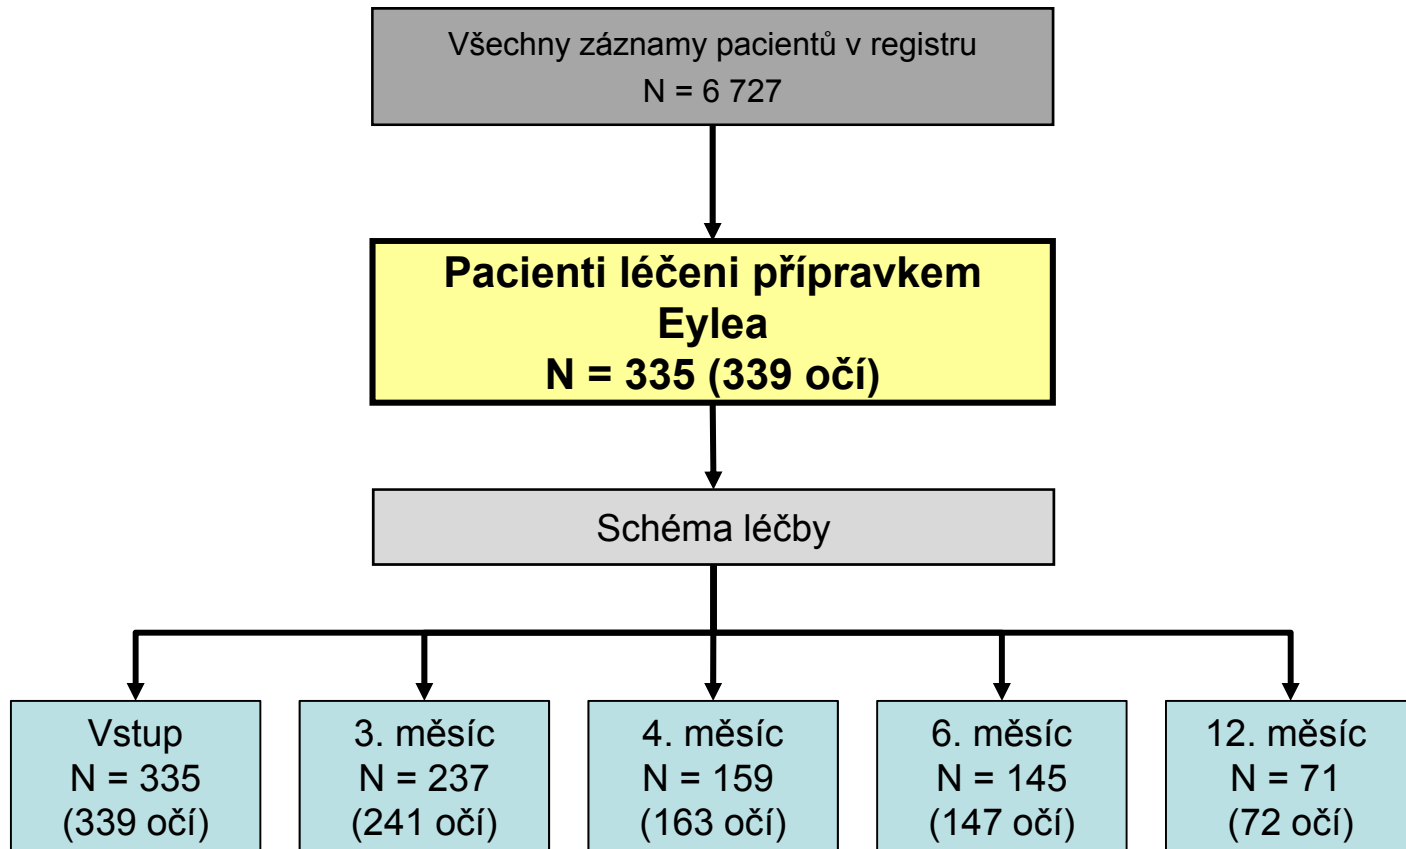 Všechny záznamy pacientů v registru
N = 6 727
Pacienti léčeni přípravkem
Eylea
N = 335 (339 očí)
Schéma léčby
Vstup
N = 335
(339 očí)
3. měsíc
N = 237
(241 očí)
4. měsíc
N = 159
(163 očí)
6. měsíc
N = 145
(147 očí)
12. měsíc
N = 71
(72 očí)